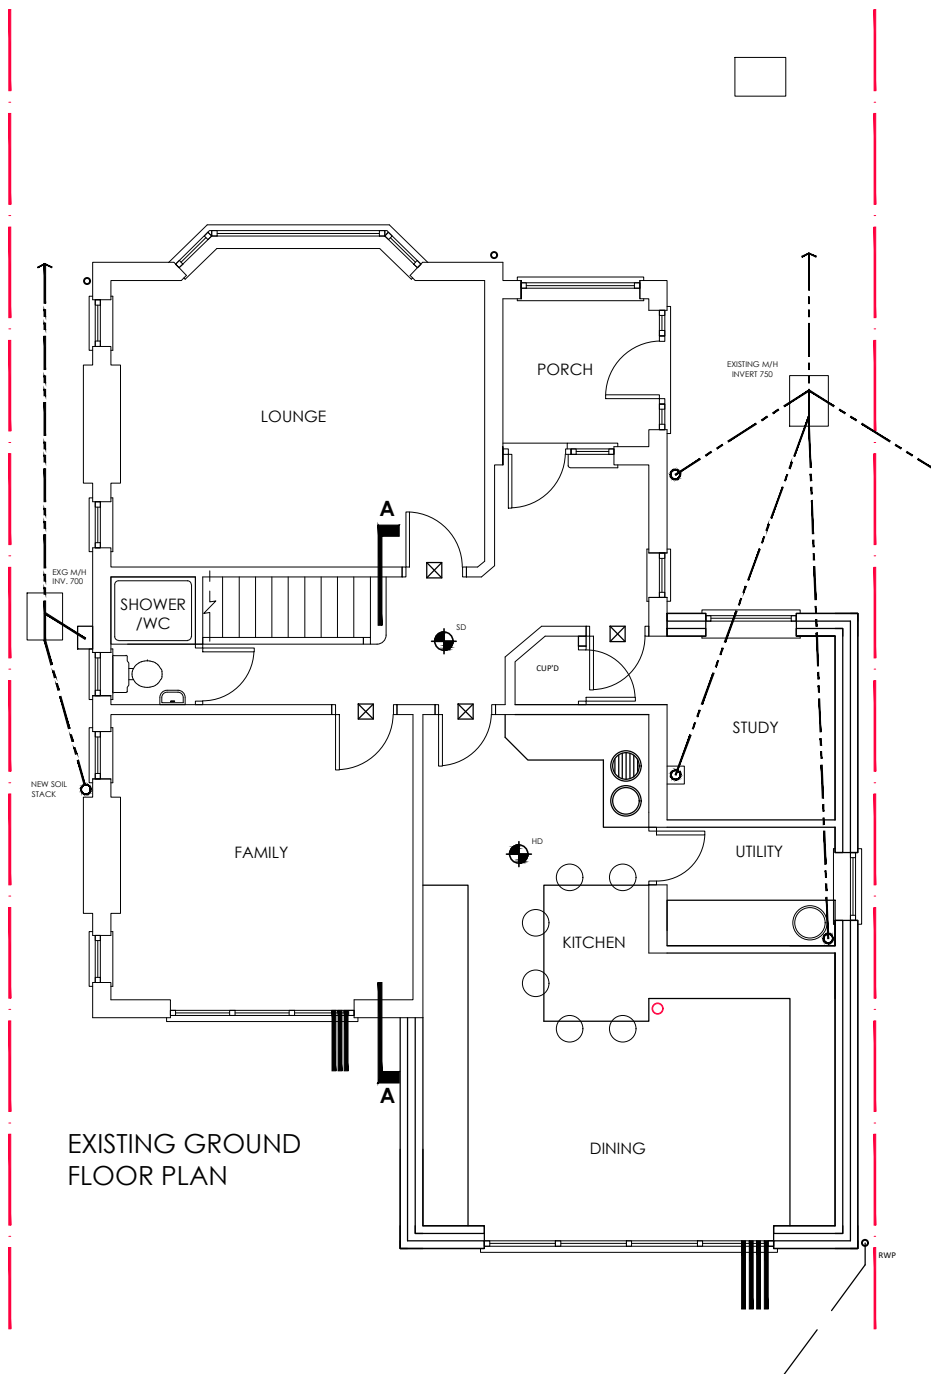 PORCH
EXISTING M/H
INVERT 750
LOUNGE
A
EXG M/H
INV. 700
SHOWER
/WC
L
SD
CUP'D
STUDY
NEW SOIL
STACK
FAMILY
HD
UTILITY
KITCHEN
A
EXISTING GROUND
FLOOR PLAN
DINING
RWP